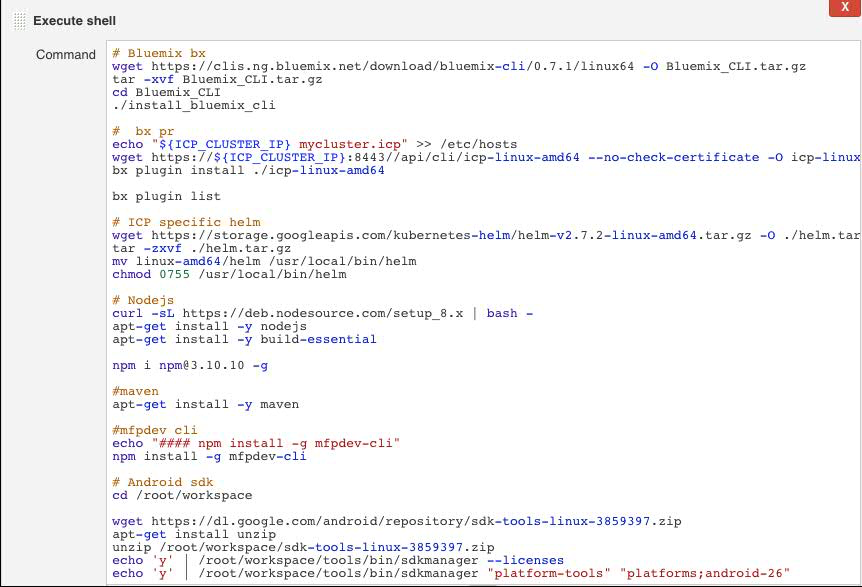 X
Execute shell
Command
# Bluemix bx
wget https://clis.ng.bluemix.net/download/bluemix-cli/0.7.1/linux64 -O Bluemix_CLI.tar.gz
tar -xvf Bluemix_CLI.tar.gz
cd Bluemix_CLI
./install_bluemix_cli
#  bx pr
echo "${ICP_CLUSTER_IP} mycluster.icp" >> /etc/hosts
wget https://${ICP_CLUSTER_IP}:8443//api/cli/icp-linux-amd64 --no-check-certificate -O icp-linux
bx plugin install ./icp-linux-amd64
bx plugin list
# ICP specific helm
wget https://storage.googleapis.com/kubernetes-helm/helm-v2.7.2-linux-amd64.tar.gz -O ./helm.tar
tar -zxvf ./helm.tar.gz
mv linux-amd64/helm /usr/local/bin/helm
chmod 0755 /usr/local/bin/helm
# Nodejs
curl -sL https://deb.nodesource.com/setup_8.x | bash -
apt-get install -y nodejs
apt-get install -y build-essential
npm i npm@3.10.10 -g
#maven
apt-get install -y maven
#mfpdev cli
echo "#### npm install -g mfpdev-cli"
npm install -g mfpdev-cli
# Android sdk
cd /root/workspace
wget https://dl.google.com/android/repository/sdk-tools-linux-3859397.zip
apt-get install unzip
unzip /root/workspace/sdk-tools-linux-3859397.zip
echo 'y' | /root/workspace/tools/bin/sdkmanager --licenses
echo 'y' | /root/workspace/tools/bin/sdkmanager "platform-tools" "platforms;android-26"